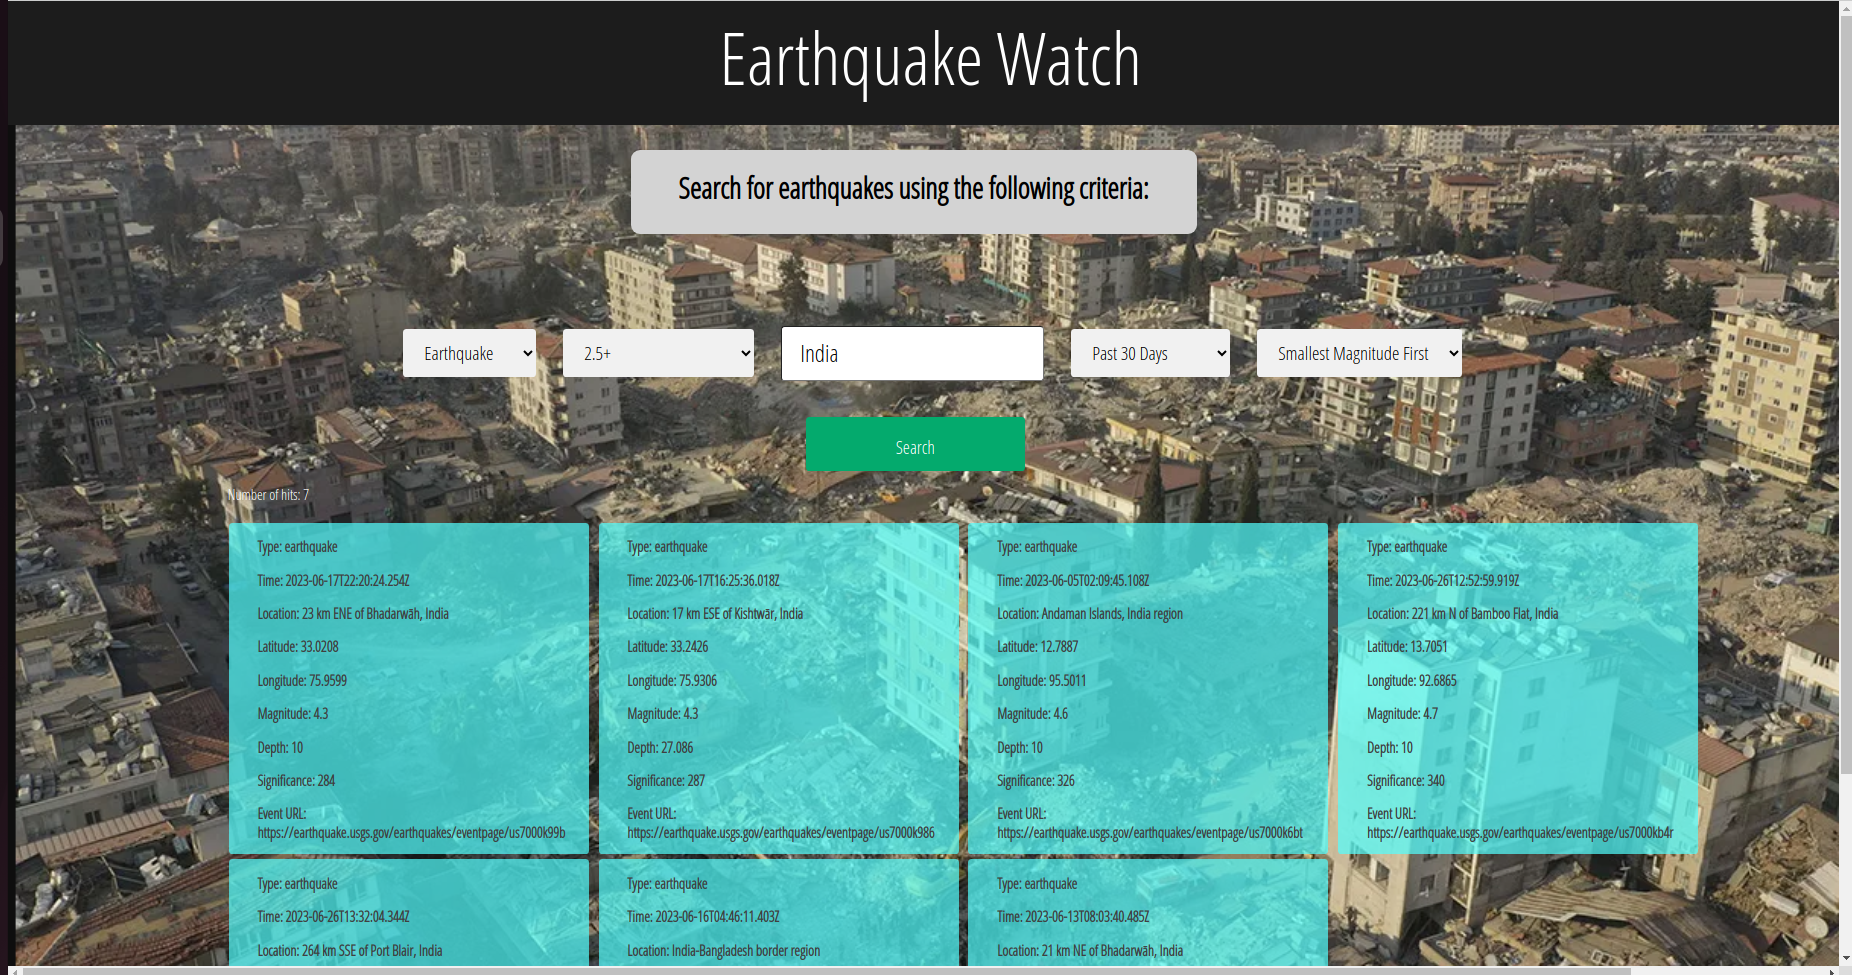 Earthquake Watch
Search for earthquakes using the following criteria:
Earthquake 2.5+ India Past 30 Days Smallest Magnitude First
Search
Number of hits: 7
Type: earthquake
Time: 2023-06-17T22:20:24.254Z
Location: 23 km ENE of Bhadarwāh, India
Latitude: 33.0208
Longitude: 75.9599
Magnitude: 4.3
Depth: 10
Significance: 284
Event URL:
https://earthquake.usgs.gov/earthquakes/eventpage/us7000k99b
Type: earthquake
Time: 2023-06-17T16:25:36.018Z
Location: 17 km ESE of Kishtwār, India
Latitude: 33.2426
Longitude: 75.9306
Magnitude: 4.3
Depth: 27.086
Significance: 287
Event URL:
https://earthquake.usgs.gov/earthquakes/eventpage/us7000k986
Type: earthquake
Time: 2023-06-05T02:09:45.108Z
Location: Andaman Islands, India region
Latitude: 12.7887
Longitude: 95.5011
Magnitude: 4.6
Depth: 10
Significance: 326
Event URL:
https://earthquake.usgs.gov/earthquakes/eventpage/us7000k6bt
Type: earthquake
Time: 2023-06-26T12:52:59.919Z
Location: 221 km N of Bamboo Flat, India
Latitude: 13.7051
Longitude: 92.6865
Magnitude: 4.7
Depth: 10
Significance: 340
Event URL:
https://earthquake.usgs.gov/earthquakes/eventpage/us7000kb4r
Type: earthquake
Time: 2023-06-26T13:32:04.344Z
Location: 264 km SSE of Port Blair, India
Type: earthquake
Time: 2023-06-16T04:46:11.403Z
Location: India-Bangladesh border region
Type: earthquake
Time: 2023-06-13T08:03:40.485Z
Location: 21 km NE of Bhadarwāh, India